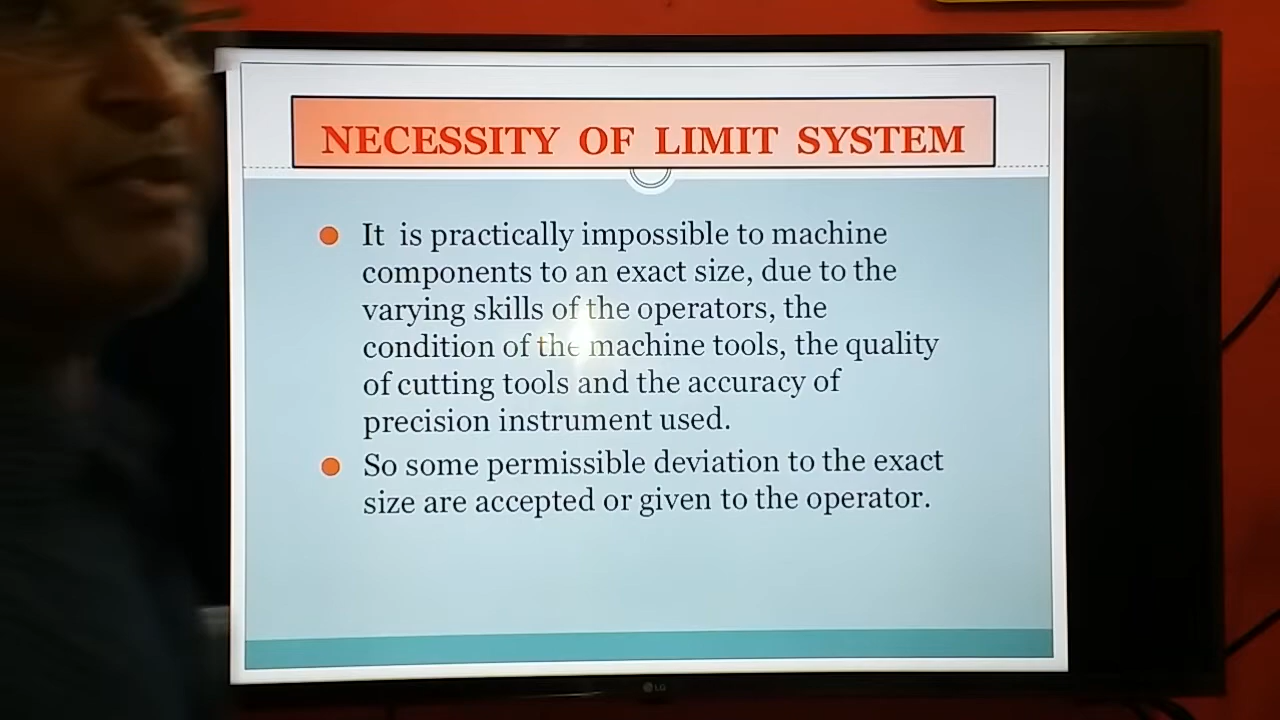 NECESSITY OF LIMIT SYSTEM
It is practically impossible to machine
components to an exact size, due to the
varying skills of the operators, the
condition of the machine tools, the quality
of cutting tools and the accuracy of
precision instrument used.
So some permissible deviation to the exact
size are accepted or given to the operator.
LG